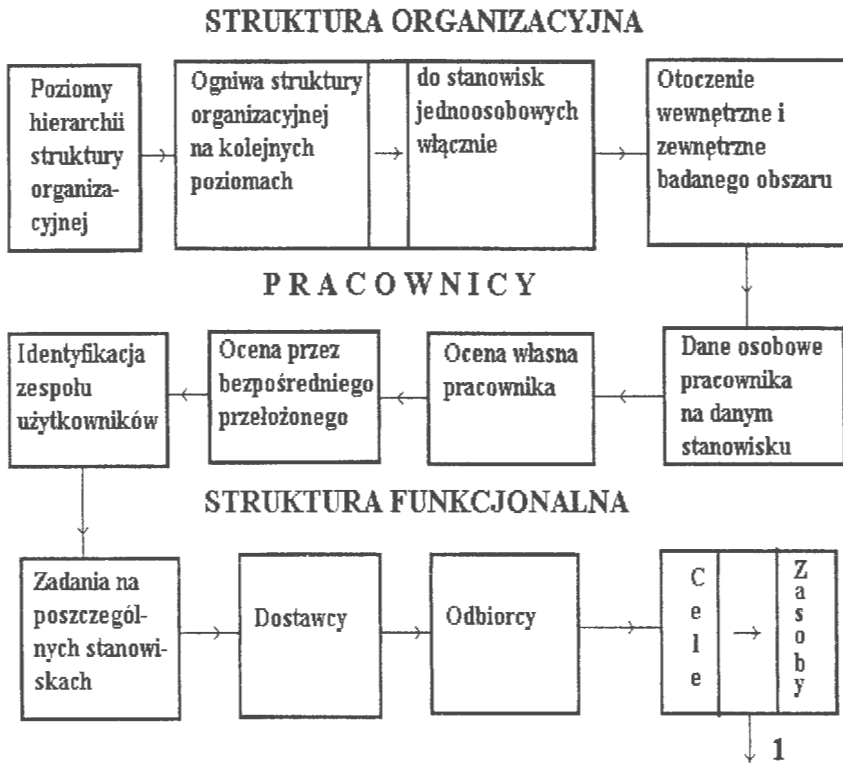 STRUKTURA ORGANIZACYJNA
Poziomy
hierarchii
struktury
organiza-
cyjnej
Ogniwa struktury
organizacyjnej
na kolejnych
poziomach
do stanowisk
jednoosobowych
włącznie
Otoczenie
wewnętrzne i
zewnętrzne
badanego obszaru
PRACOWNICY
Identyfikacja
zespołu
użytkowników
Ocena przez
bezpośredniego
przełożonego
Ocena własna
pracownika
Dane osobowe
pracownika
na danym
stanowisku
STRUKTURA FUNKCJONALNA
Zadania na
poszczegól-
nych stanowi-
skach
Dostawcy
Odbiorcy
Cele
Zasoby
1